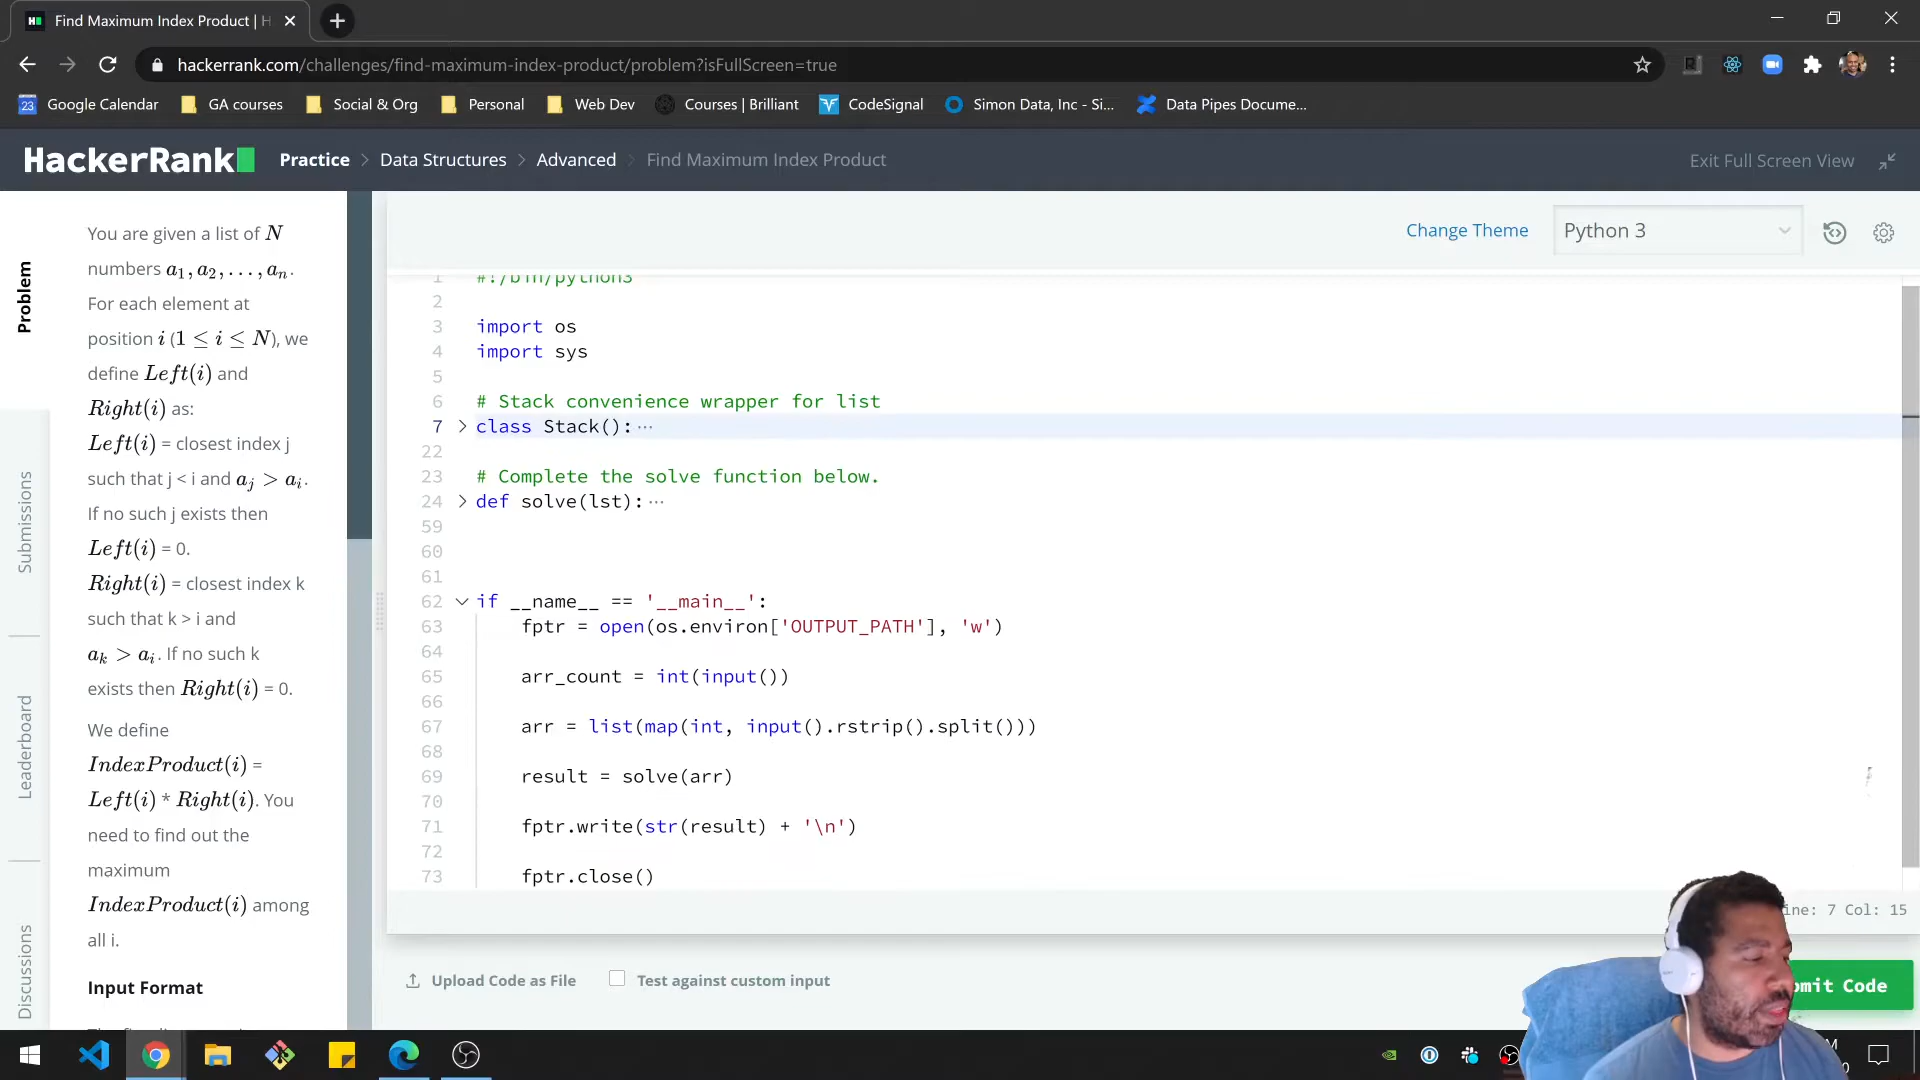 Find Maximum Index Product | H
hackerrank.com/challenges/find-maximum-index-product/problem?isFullScreen=true
23 Google Calendar GA courses Social & Org Personal Web Dev Courses | Brilliant CodeSignal Simon Data, Inc - Si... Data Pipes Docume...
HackerRank Practice > Data Structures > Advanced > Find Maximum Index Product Exit Full Screen View
Problem
Submissions
Leaderboard
Discussions
You are given a list of N
numbers a1, a2, ..., an.
For each element at
position i (1 ≤ i ≤ N), we
define Left(i) and
Right(i) as:
Left(i) = closest index j
such that j < i and aj > ai.
If no such j exists then
Left(i) = 0.
Right(i) = closest index k
such that k > i and
ak > ai. If no such k
exists then Right(i) = 0.
We define
IndexProduct(i) =
Left(i) * Right(i). You
need to find out the
maximum
IndexProduct(i) among
all i.
Input Format
Change Theme Python 3
1 #!/bin/python3
2
3 import os
4 import sys
5
6 # Stack convenience wrapper for list
7 > class Stack():···
22
23 # Complete the solve function below.
24 > def solve(lst):···
59
60
61
62 if __name__ == '__main__':
63 fptr = open(os.environ['OUTPUT_PATH'], 'w')
64
65 arr_count = int(input())
66
67 arr = list(map(int, input().rstrip().split()))
68
69 result = solve(arr)
70
71 fptr.write(str(result) + '\n')
72
73 fptr.close()
ine: 7 Col: 15
Upload Code as File Test against custom input
mit Code